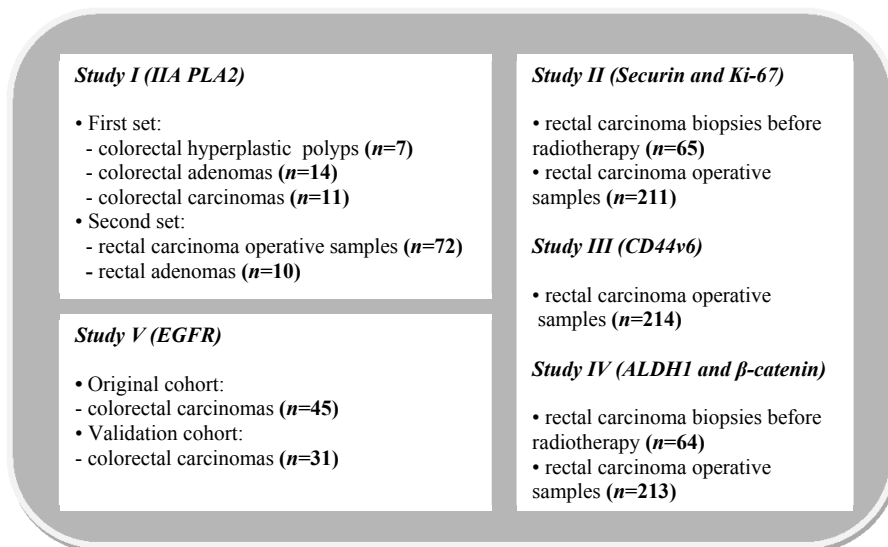 Study I (IIA PLA2)
• First set:
- colorectal hyperplastic polyps (n=7)
- colorectal adenomas (n=14)
- colorectal carcinomas (n=11)
• Second set:
- rectal carcinoma operative samples (n=72)
- rectal adenomas (n=10)
Study V (EGFR)
• Original cohort:
- colorectal carcinomas (n=45)
• Validation cohort:
- colorectal carcinomas (n=31)
Study II (Securin and Ki-67)
• rectal carcinoma biopsies before
radiotherapy (n=65)
• rectal carcinoma operative
samples (n=211)
Study III (CD44v6)
• rectal carcinoma operative
samples (n=214)
Study IV (ALDH1 and β-catenin)
• rectal carcinoma biopsies before
radiotherapy (n=64)
• rectal carcinoma operative
samples (n=213)